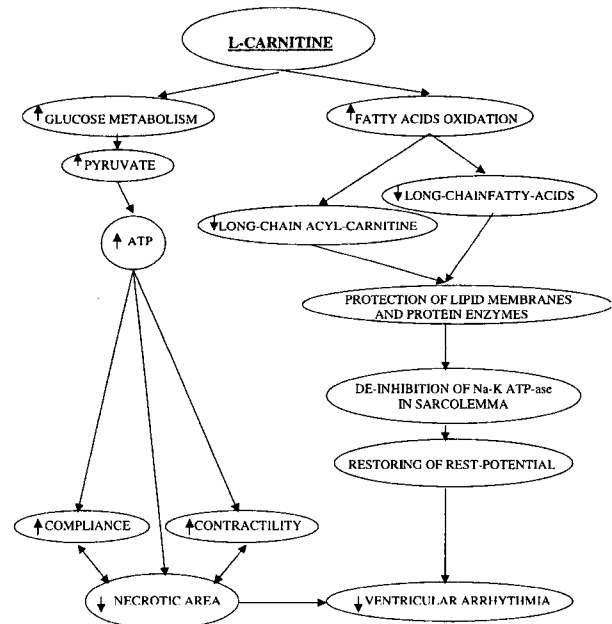 L-CARNITINE
↑ GLUCOSE METABOLISM
↑ FATTY ACIDS OXIDATION
↑ PYRUVATE
↓ LONG-CHAINFATTY-ACIDS
↓ LONG-CHAIN ACYL-CARNITINE
↑ ATP
PROTECTION OF LIPID MEMBRANES
AND PROTEIN ENZYMES
DE-INHIBITION OF Na-K ATP-ase
IN SARCOLEMMA
RESTORING OF REST-POTENTIAL
↑ COMPLIANCE
↑ CONTRACTILITY
↓ NECROTIC AREA
↓ VENTRICULAR ARRHYTHMIA